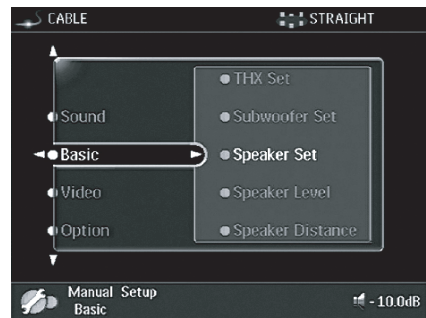 CABLE
STRAIGHT
THX Set
Sound
Subwoofer Set
Basic
Speaker Set
Video
Speaker Level
Option
Speaker Distance
Manual Setup
Basic
-10.0dB